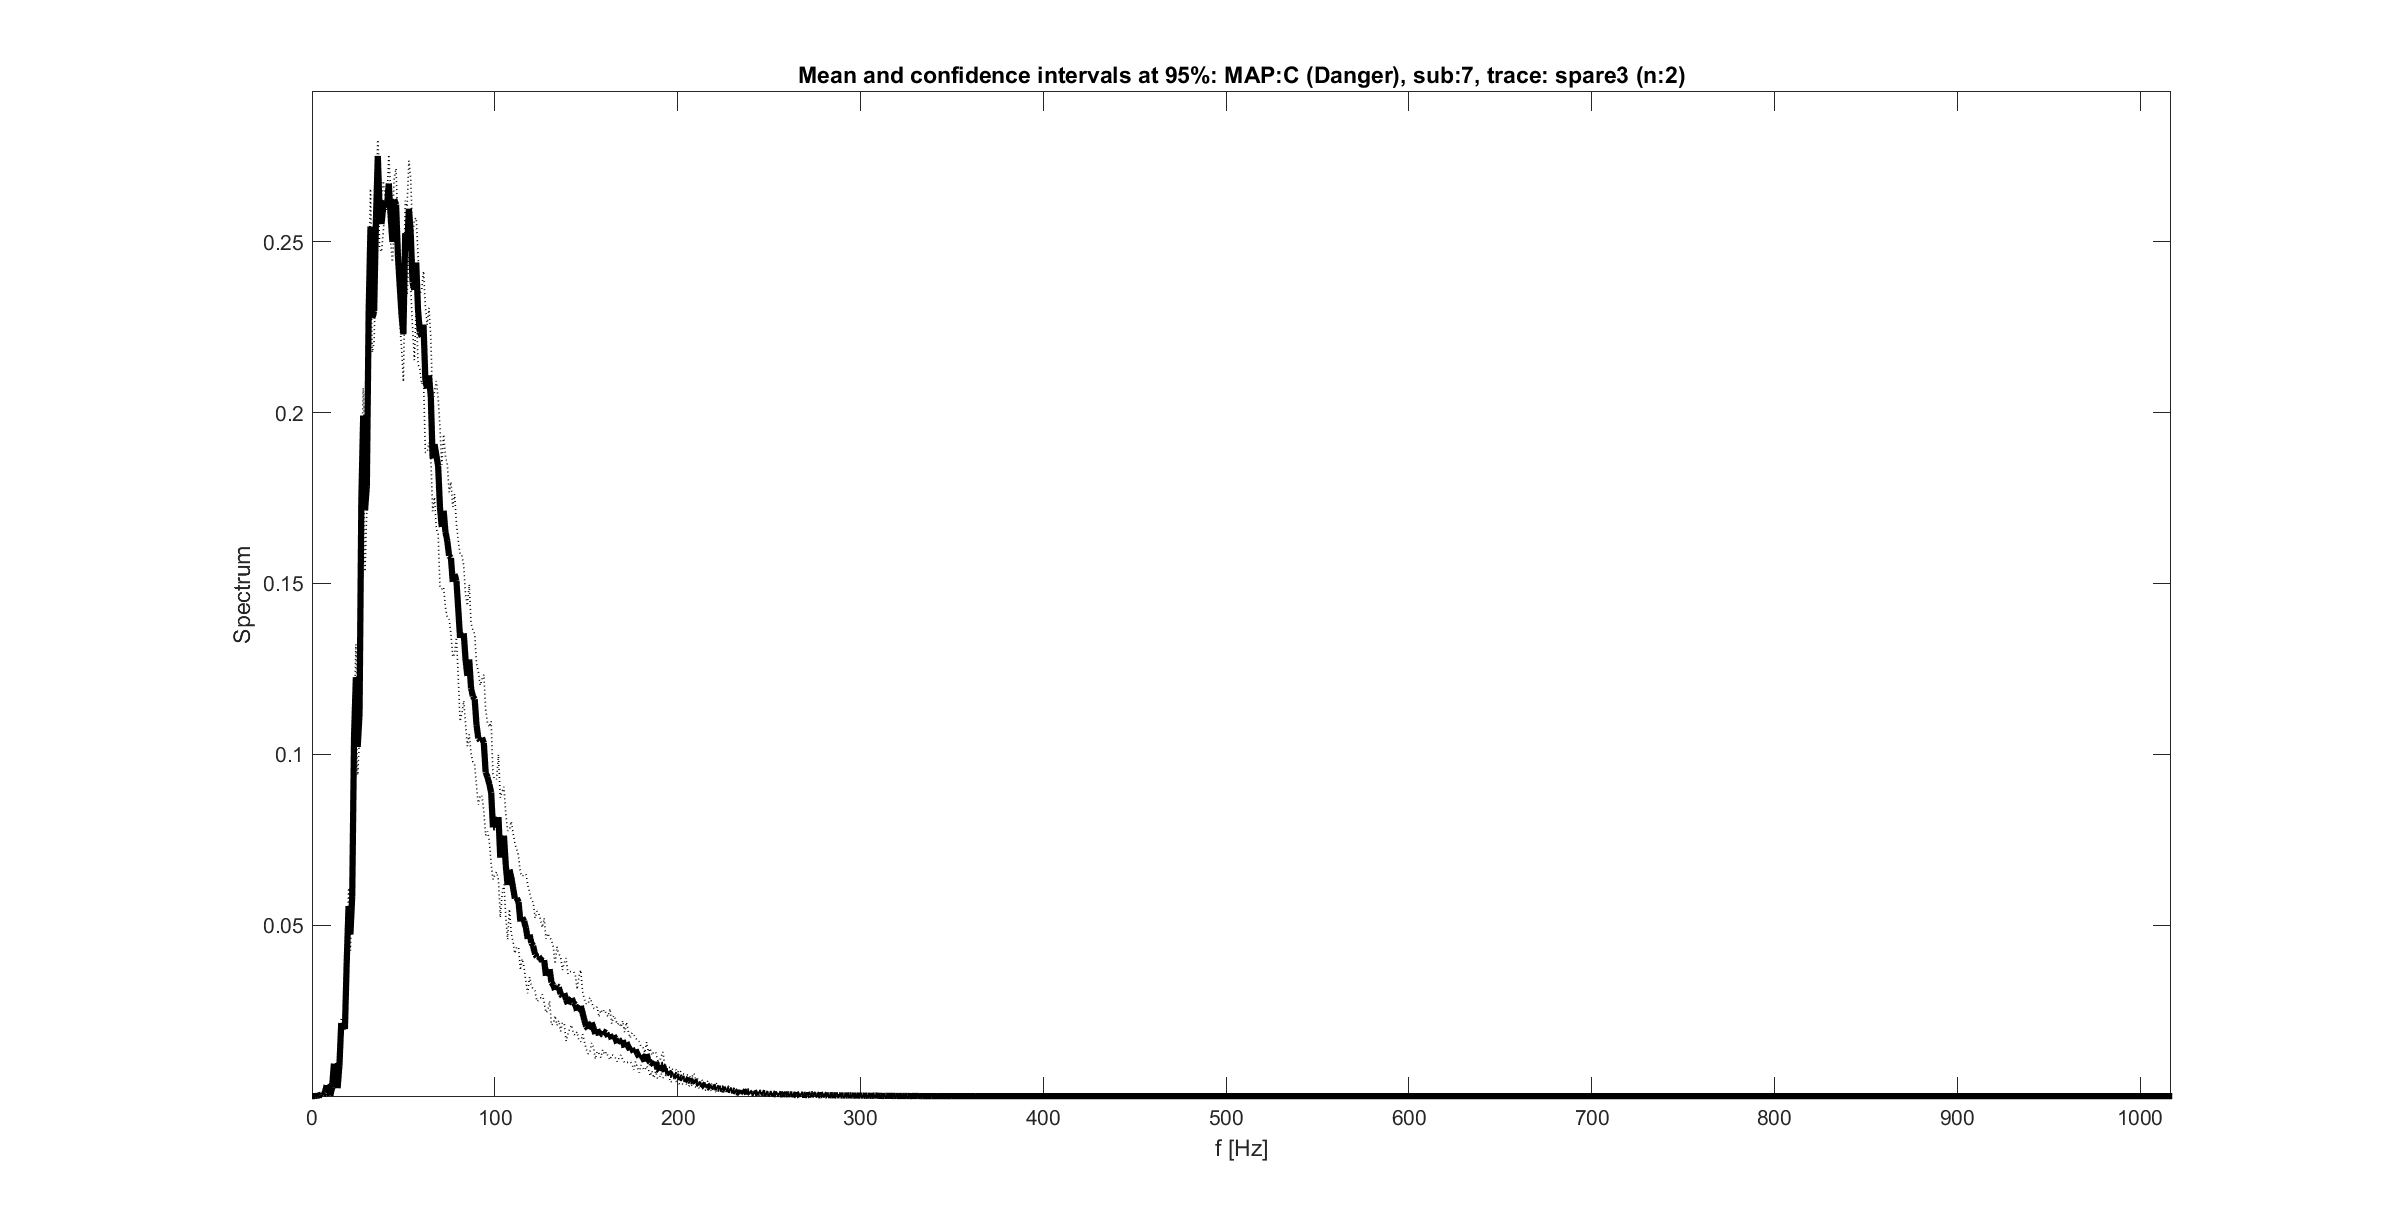 Mean and confidence intervals at 95%: MAP:C (Danger), sub:7, trace: spare3 (n:2)
0.25
0.2
0.15
0.1
0.05
Spectrum
0 100 200 300 400 500 600 700 800 900 1000
f [Hz]